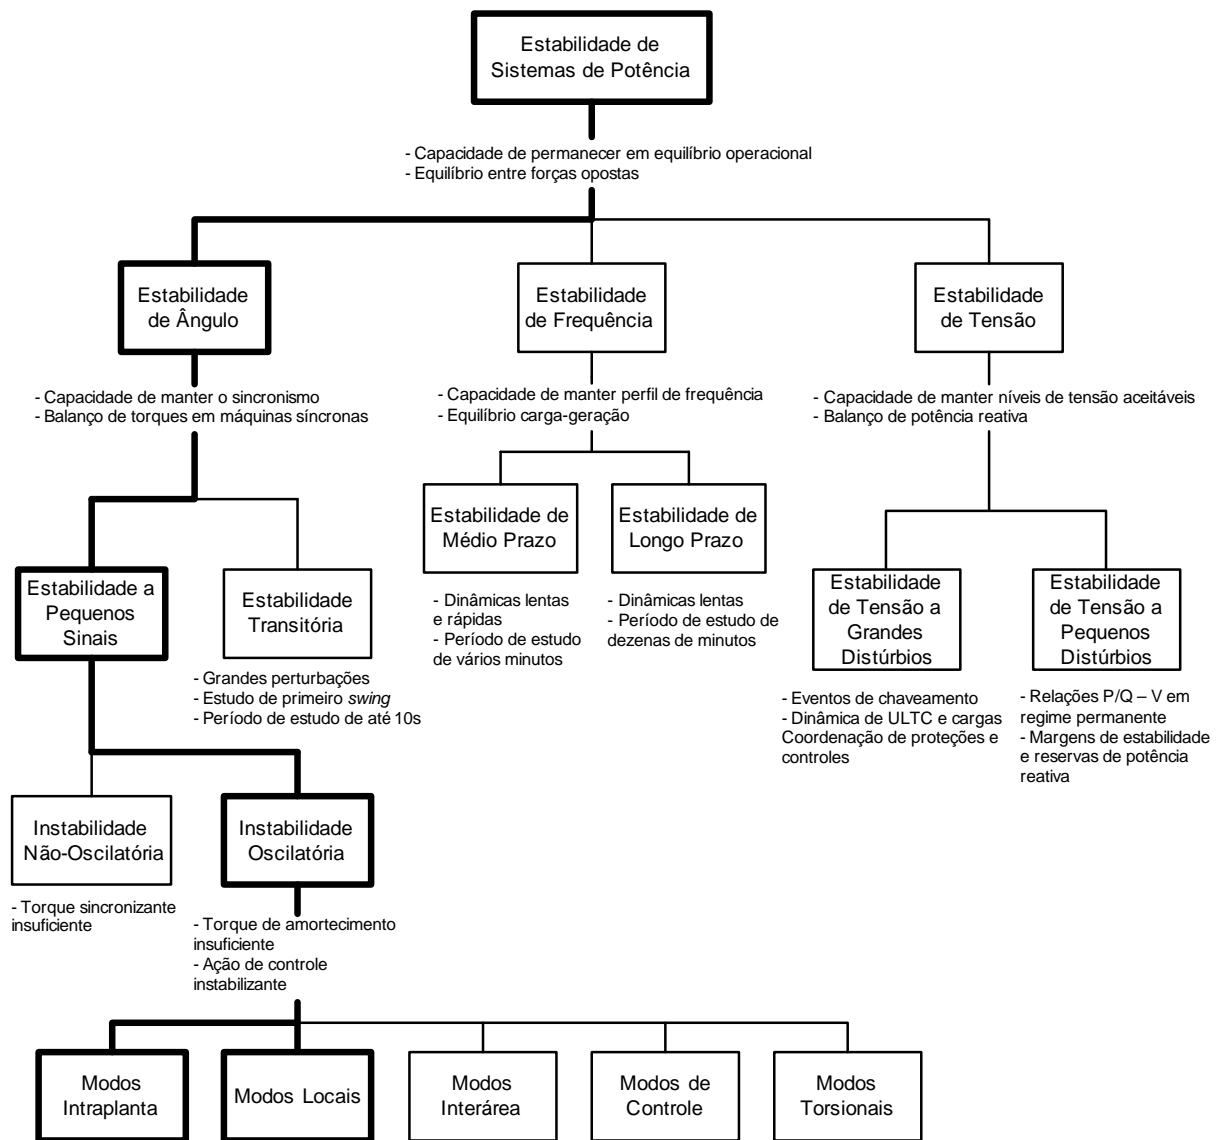 Estabilidade de
Sistemas de Potência
- Capacidade de permanecer em equilíbrio operacional
- Equilíbrio entre forças opostas
Estabilidade
de Ângulo
Estabilidade
de Frequência
Estabilidade
de Tensão
- Capacidade de manter o sincronismo
- Balanço de torques em máquinas síncronas
- Capacidade de manter perfil de frequência
- Equilíbrio carga-geração
- Capacidade de manter níveis de tensão aceitáveis
- Balanço de potência reativa
Estabilidade a
Pequenos
Sinais
Estabilidade
Transitória
Estabilidade de
Médio Prazo
Estabilidade de
Longo Prazo
Estabilidade
de Tensão a
Grandes
Distúrbios
Estabilidade
de Tensão a
Pequenos
Distúrbios
- Grandes perturbações
- Estudo de primeiro swing
- Período de estudo de até 10s
- Dinâmicas lentas
e rápidas
- Período de estudo
de vários minutos
- Dinâmicas lentas
- Período de estudo de
dezenas de minutos
- Eventos de chaveamento
- Dinâmica de ULTC e cargas
Coordenação de proteções e
controles
- Relações P/Q – V em
regime permanente
- Margens de estabilidade
e reservas de potência
reativa
Instabilidade
Não-Oscilatória
Instabilidade
Oscilatória
- Torque sincronizante
insuficiente
- Torque de amortecimento
insuficiente
- Ação de controle
instabilizante
Modos
Intraplanta
Modos Locais
Modos
Interárea
Modos de
Controle
Modos
Torsionais